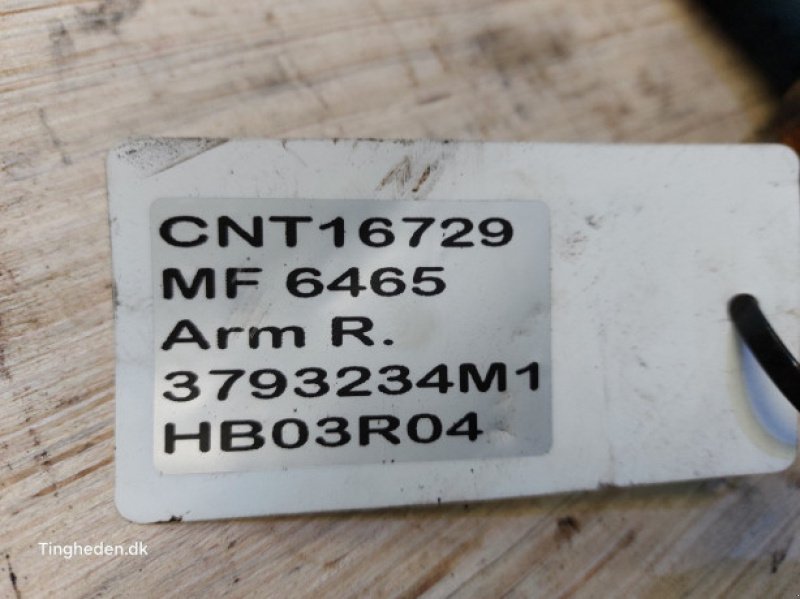 CNT16729
MF 6465
Arm R.
3793234M1
HB03R04
Tingheden.dk